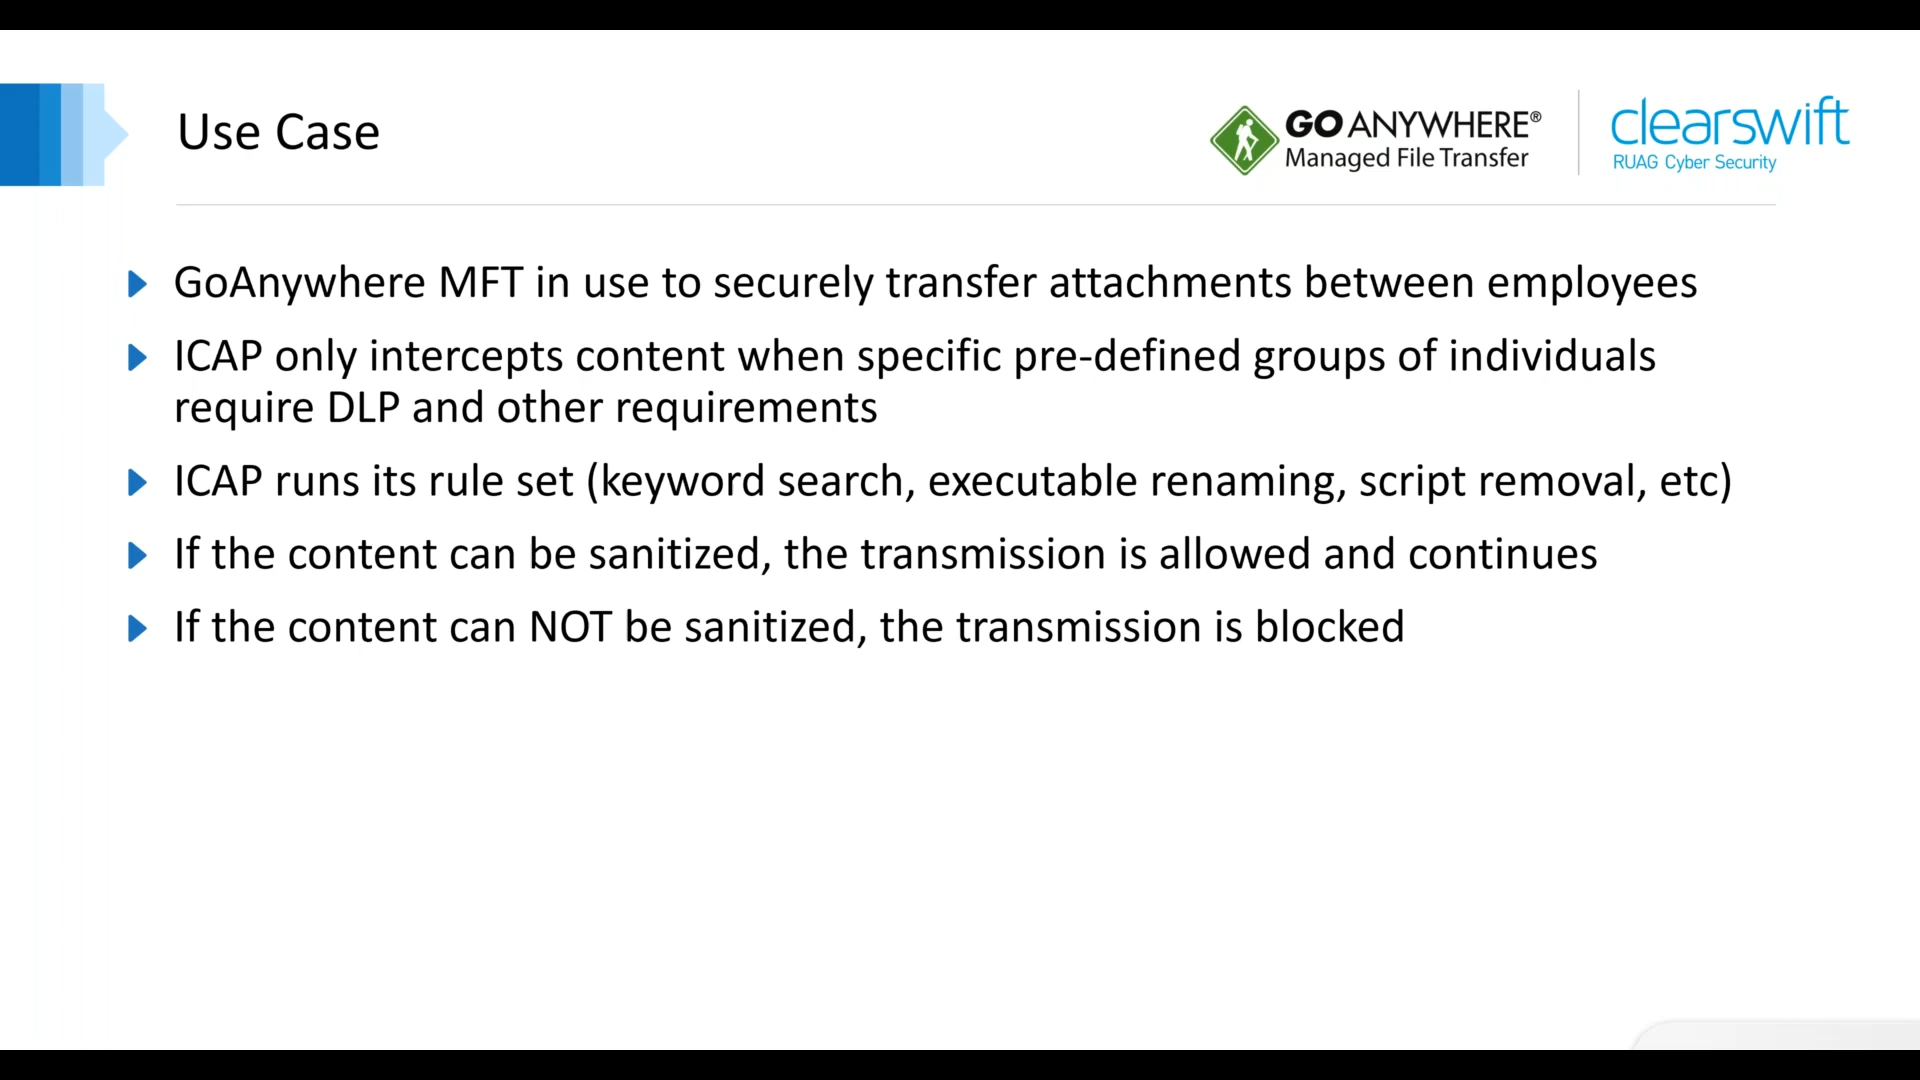 Use Case
GO ANYWHERE®
Managed File Transfer
clearswift
RUAG Cyber Security
GoAnywhere MFT in use to securely transfer attachments between employees
ICAP only intercepts content when specific pre-defined groups of individuals
require DLP and other requirements
ICAP runs its rule set (keyword search, executable renaming, script removal, etc)
If the content can be sanitized, the transmission is allowed and continues
If the content can NOT be sanitized, the transmission is blocked